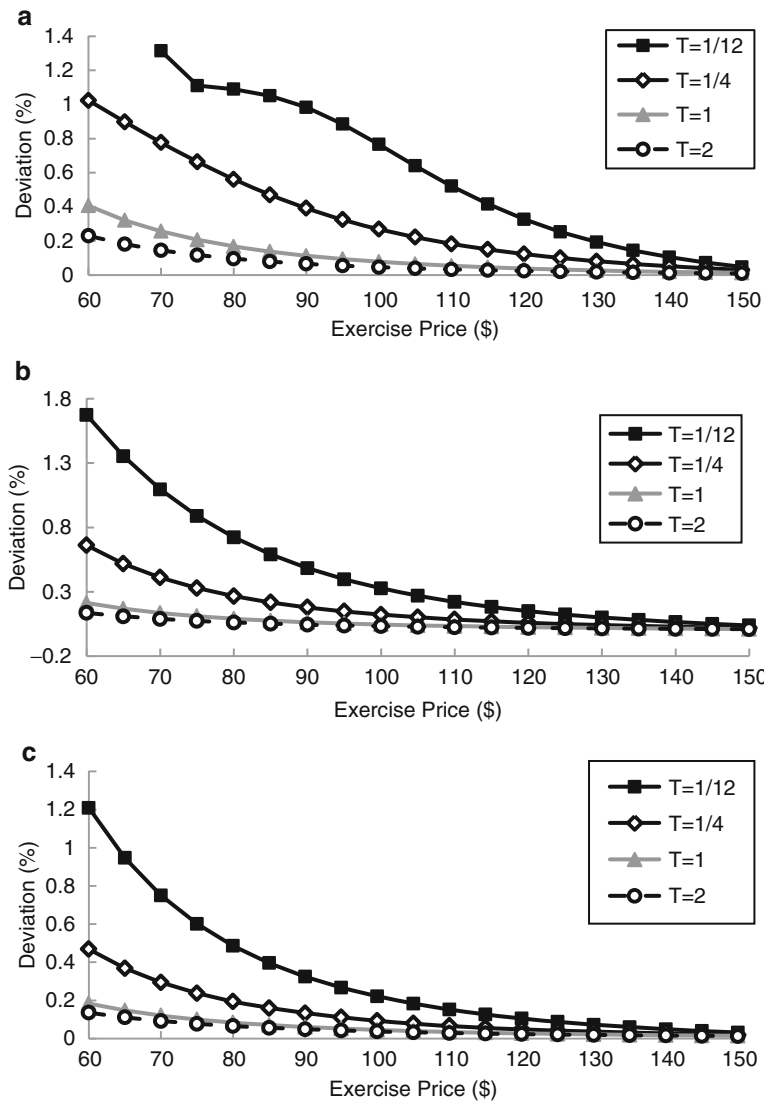 a
1.4
1.2
1
0.8
0.6
0.4
0.2
0
Deviation (%)
60 70 80 90 100 110 120 130 140 150
Exercise Price ($)
T=1/12
T=1/4
T=1
T=2
b
1.8
1.3
0.8
0.3
–0.2
Deviation (%)
60 70 80 90 100 110 120 130 140 150
Exercise Price ($)
T=1/12
T=1/4
T=1
T=2
c
1.4
1.2
1
0.8
0.6
0.4
0.2
0
Deviation (%)
60 70 80 90 100 110 120 130 140 150
Exercise Price ($)
T=1/12
T=1/4
T=1
T=2